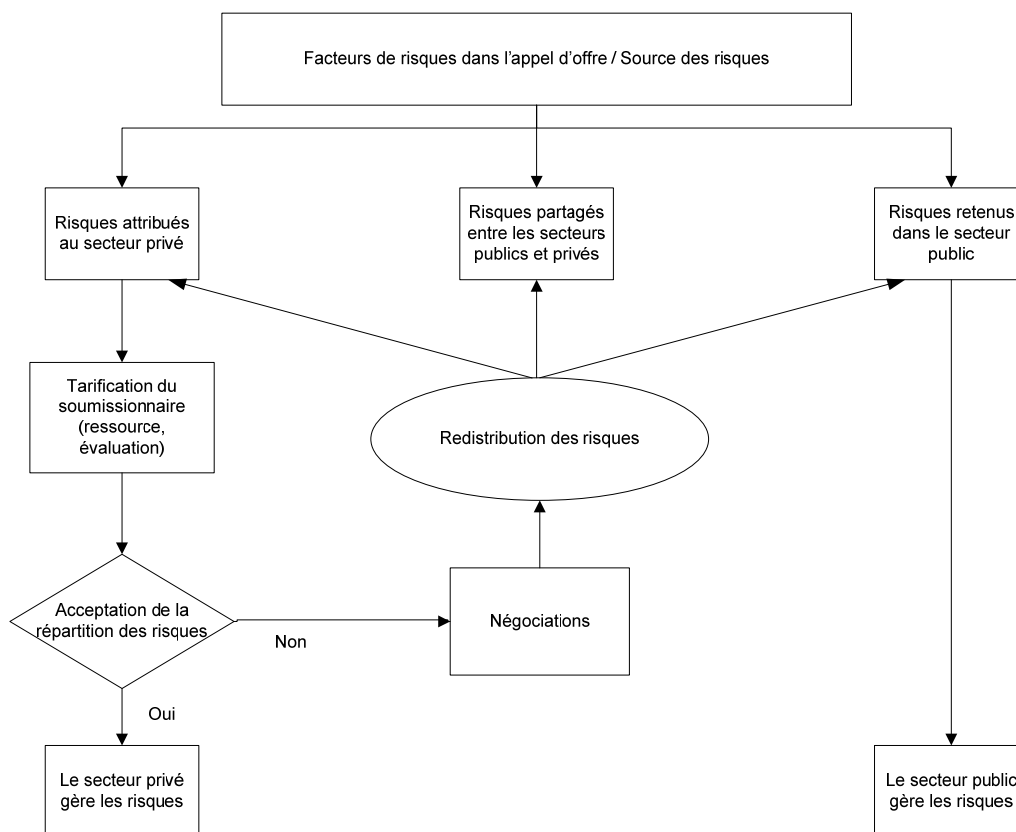 Facteurs de risques dans l'appel d'offre / Source des risques
Risques attribués
au secteur privé
Risques partagés
entre les secteurs
publics et privés
Risques retenus
dans le secteur
public
Tarification du
soumissionnaire
(ressource,
évaluation)
Redistribution des risques
Acceptation de la
répartition des risques
Non
Négociations
Oui
Le secteur privé
gère les risques
Le secteur public
gère les risques